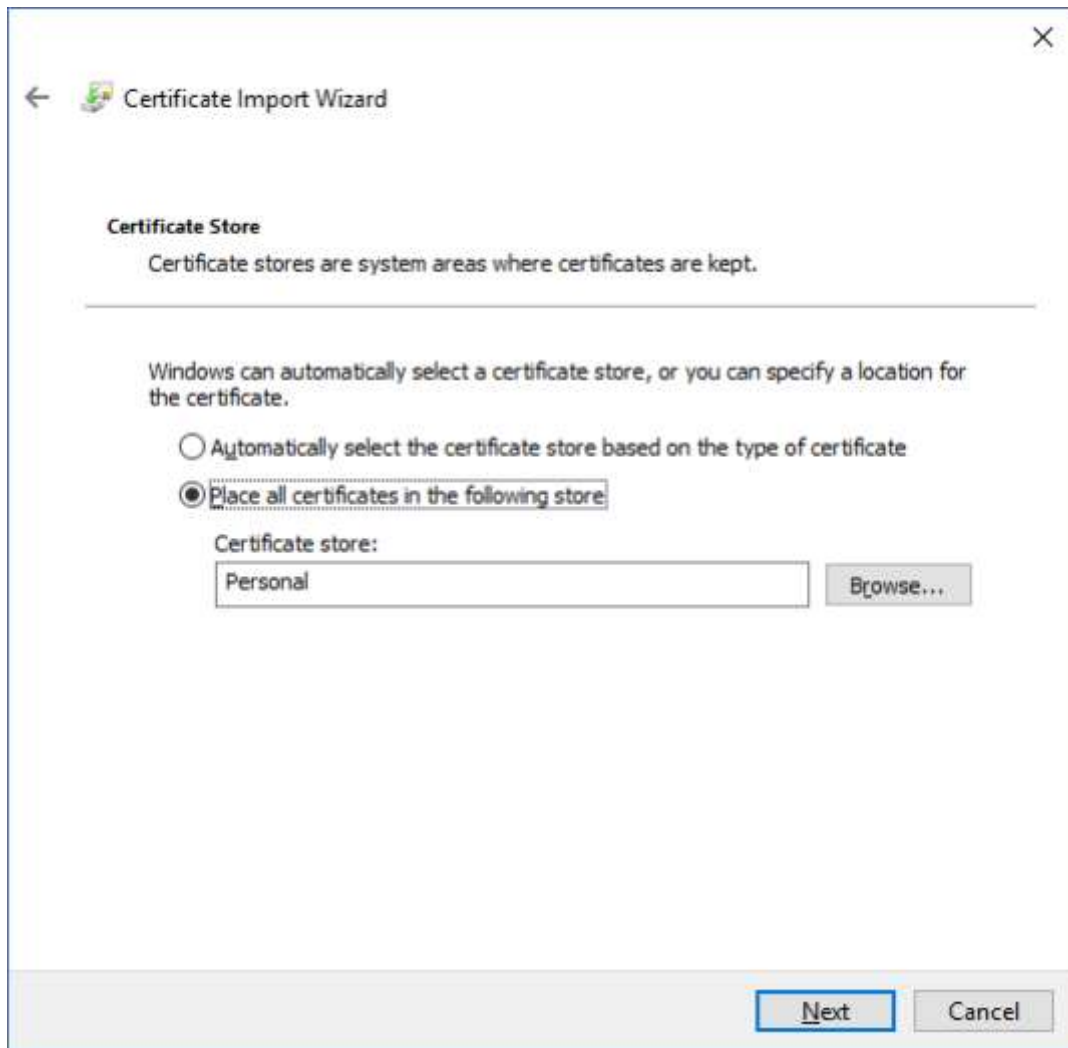 Certificate Import Wizard
Certificate Store
Certificate stores are system areas where certificates are kept.
Windows can automatically select a certificate store, or you can specify a location for
the certificate.
Automatically select the certificate store based on the type of certificate
Place all certificates in the following store
Certificate store:
Personal
Browse...
Next
Cancel